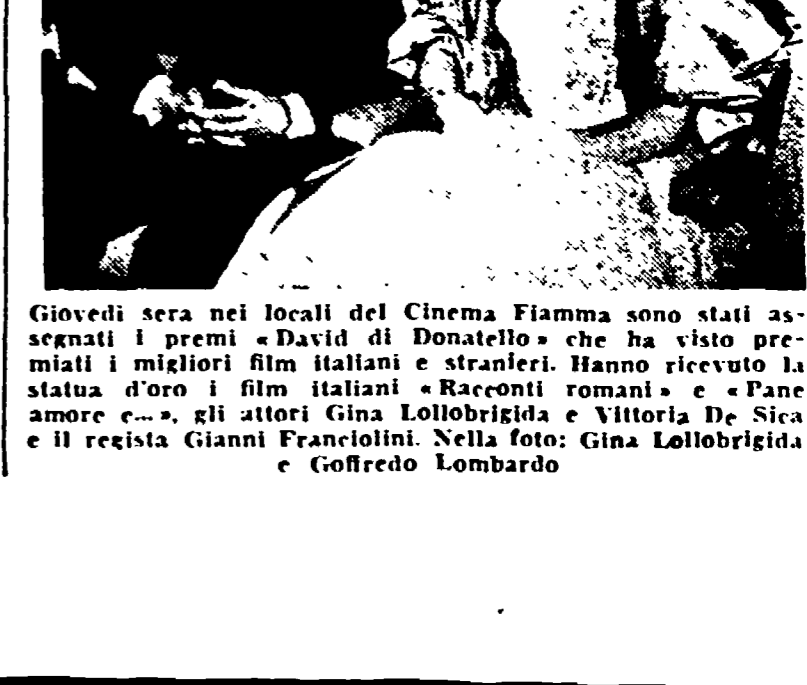 Giovedì sera nei locali del Cinema Fiamma sono stati as-
segnati i premi «David di Donatello» che ha visto pre-
miati i migliori film italiani e stranieri. Hanno ricevuto la
statua d'oro i film italiani «Racconti romani» e «Pane
amore e...», gli attori Gina Lollobrigida e Vittoria De Sica
e il regista Gianni Franciolini. Nella foto: Gina Lollobrigida
e Goffredo Lombardo